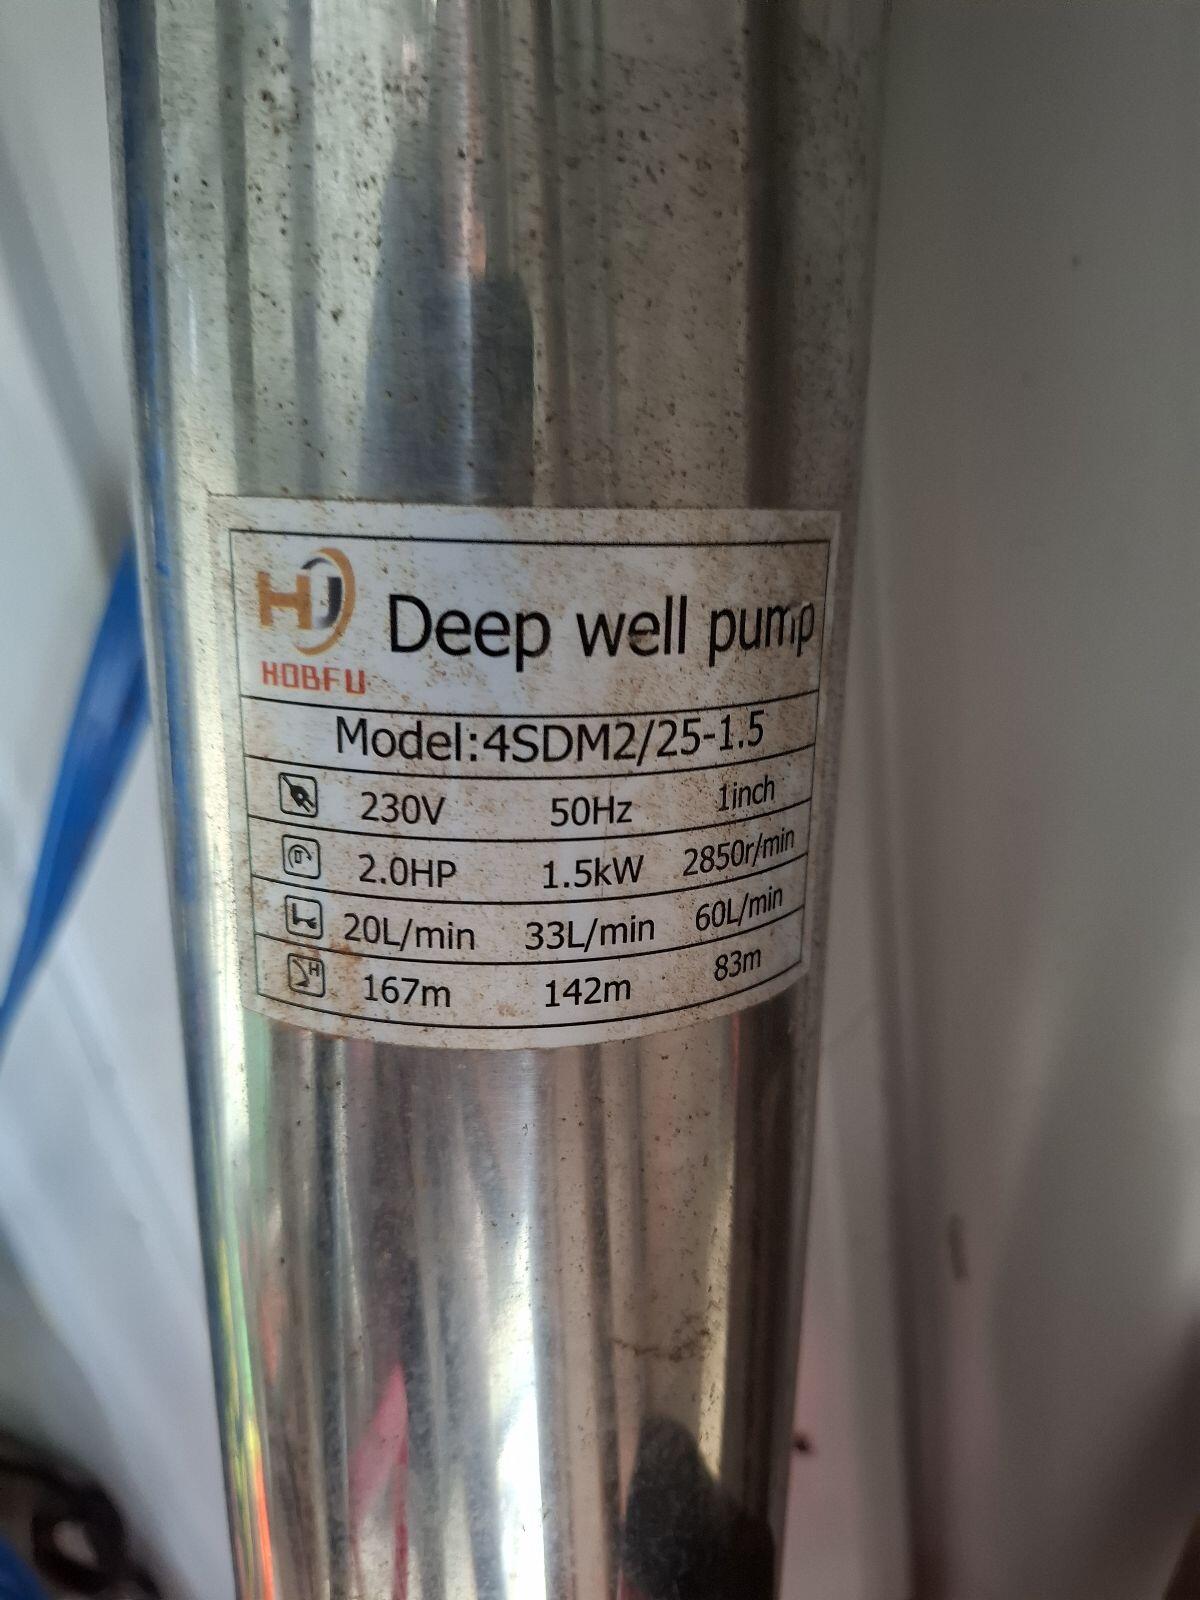 HJ
HOBFU
Deep well pump
Model:4SDM2/25-1.5
230V 50Hz 1inch
2.0HP 1.5kW 2850r/min
20L/min 33L/min 60L/min
H 167m 142m 83m